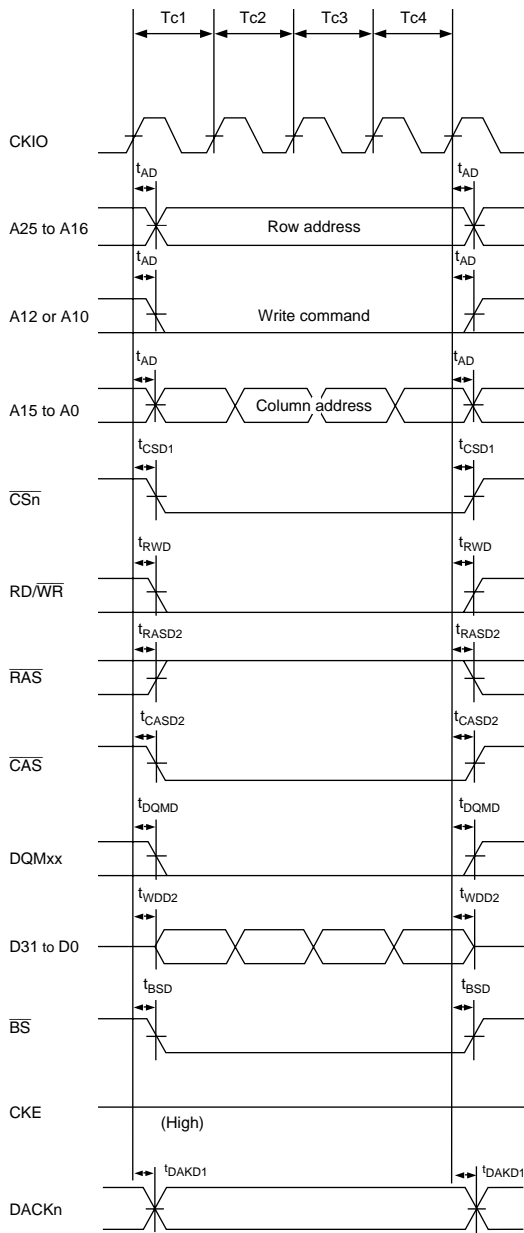 Tc1 Tc2 Tc3 Tc4
CKIO
tAD tAD
A25 to A16 Row address
tAD tAD
A12 or A10 Write command
tAD tAD
A15 to A0 Column address
tCSD1 tCSD1
CSn
tRWD tRWD
RD/WR
tRASD2 tRASD2
RAS
tCASD2 tCASD2
CAS
tDQMD tDQMD
DQMxx
tWDD2 tWDD2
D31 to D0
tBSD tBSD
BS
CKE
(High)
tDAKD1 tDAKD1
DACKn